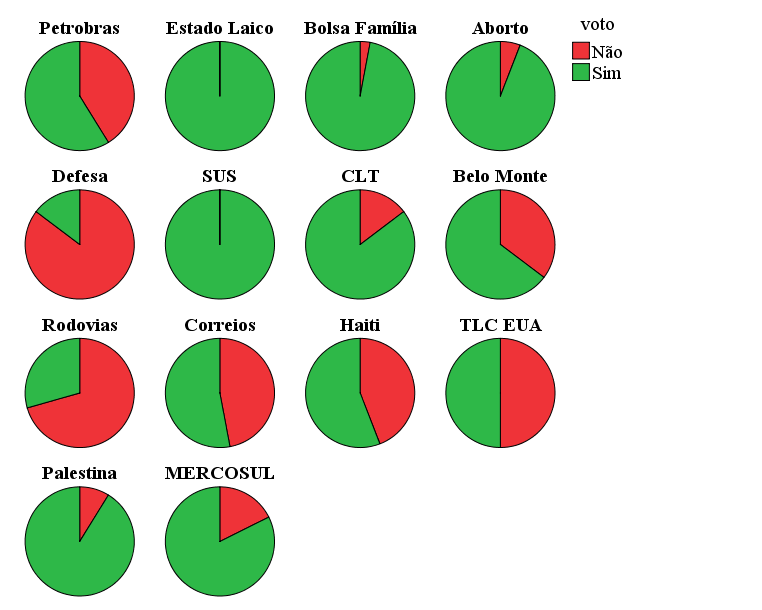 Petrobras
Estado Laico
Bolsa Família
Aborto
voto
Não
Sim
Defesa
SUS
CLT
Belo Monte
Rodovias
Correios
Haiti
TLC EUA
Palestina
MERCOSUL